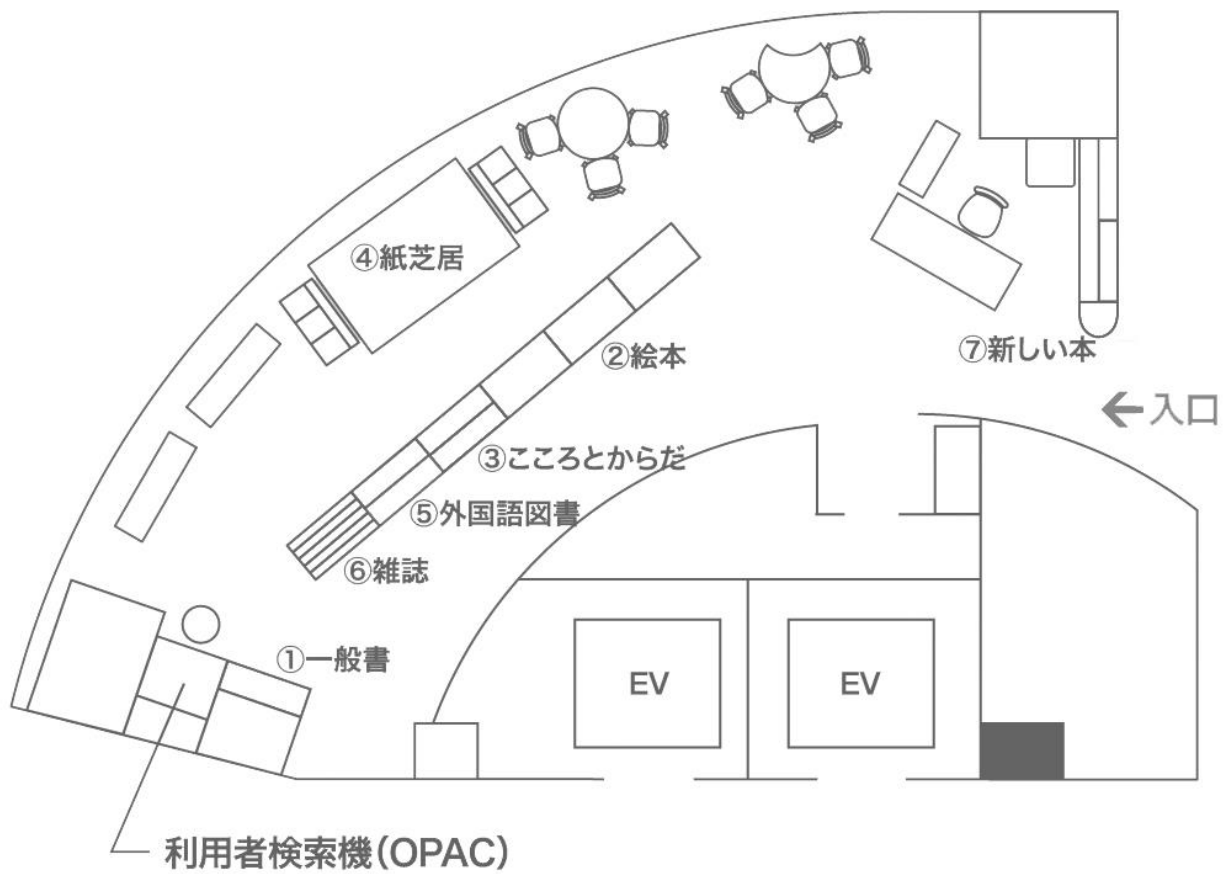 ④紙芝居
②絵本
⑦新しい本
←入口
③こころとからだ
⑤外国語図書
⑥雑誌
①一般書
EV
EV
利用者検索機(OPAC)